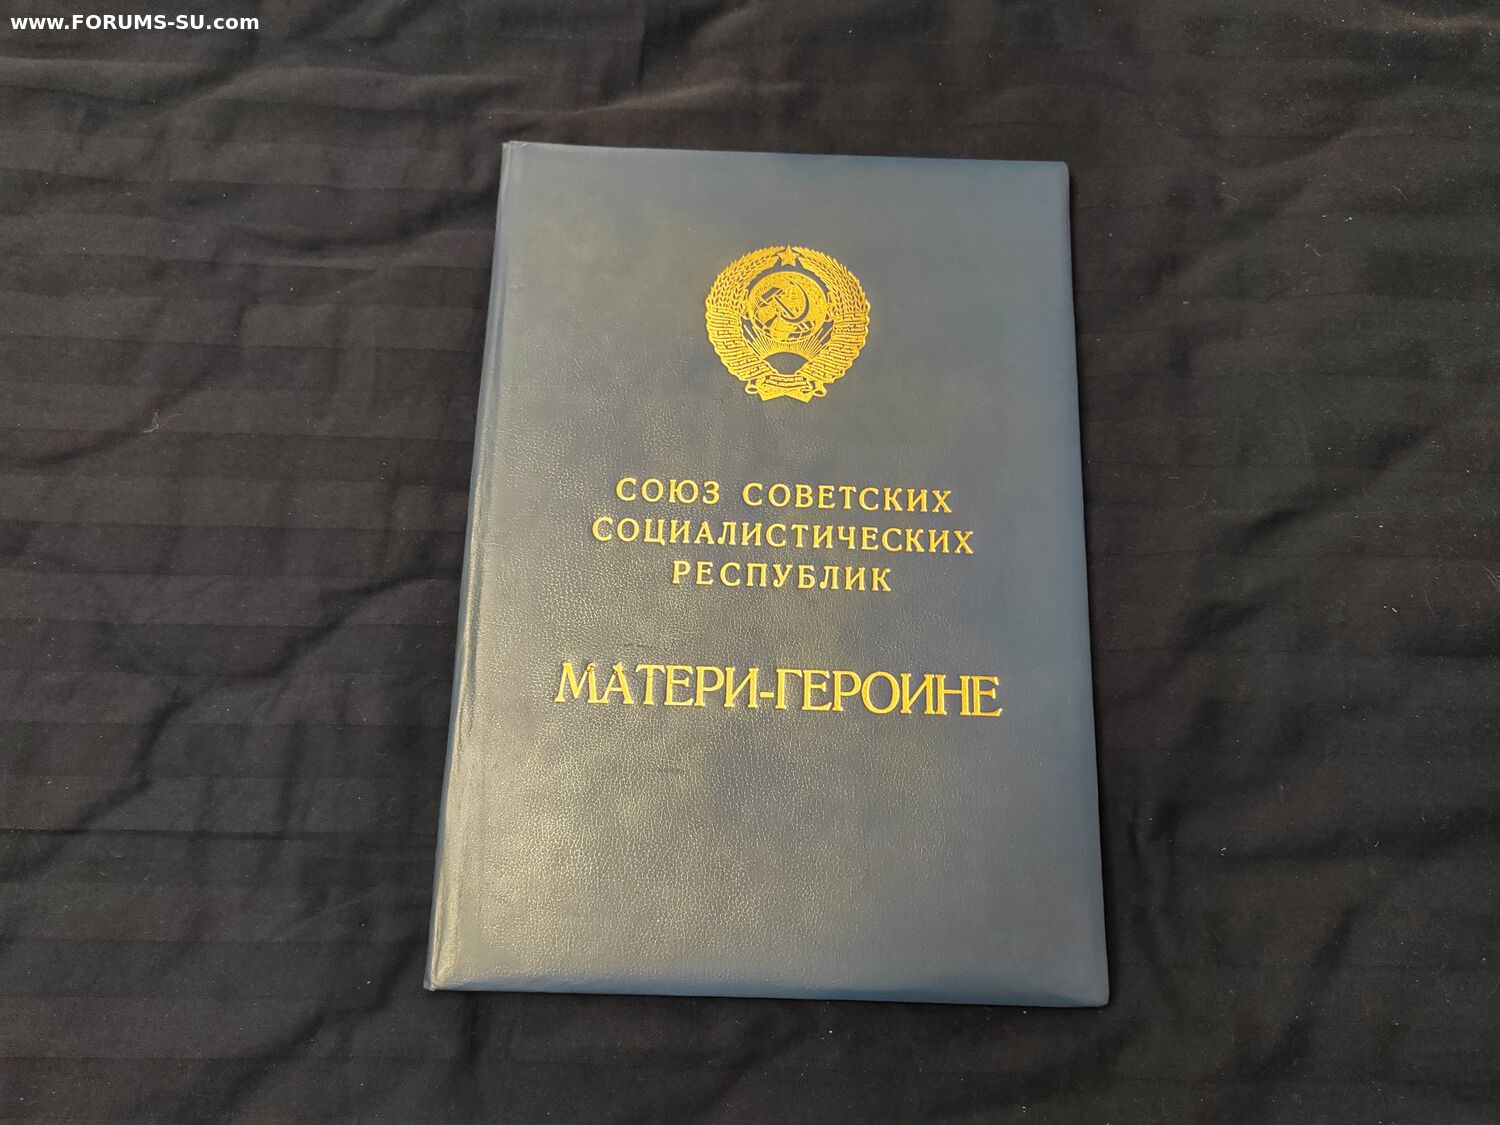 www.FORUMS-SU.com
СОЮЗ СОВЕТСКИХ
СОЦИАЛИСТИЧЕСКИХ
РЕСПУБЛИК
МАТЕРИ-ГЕРОИНЕ